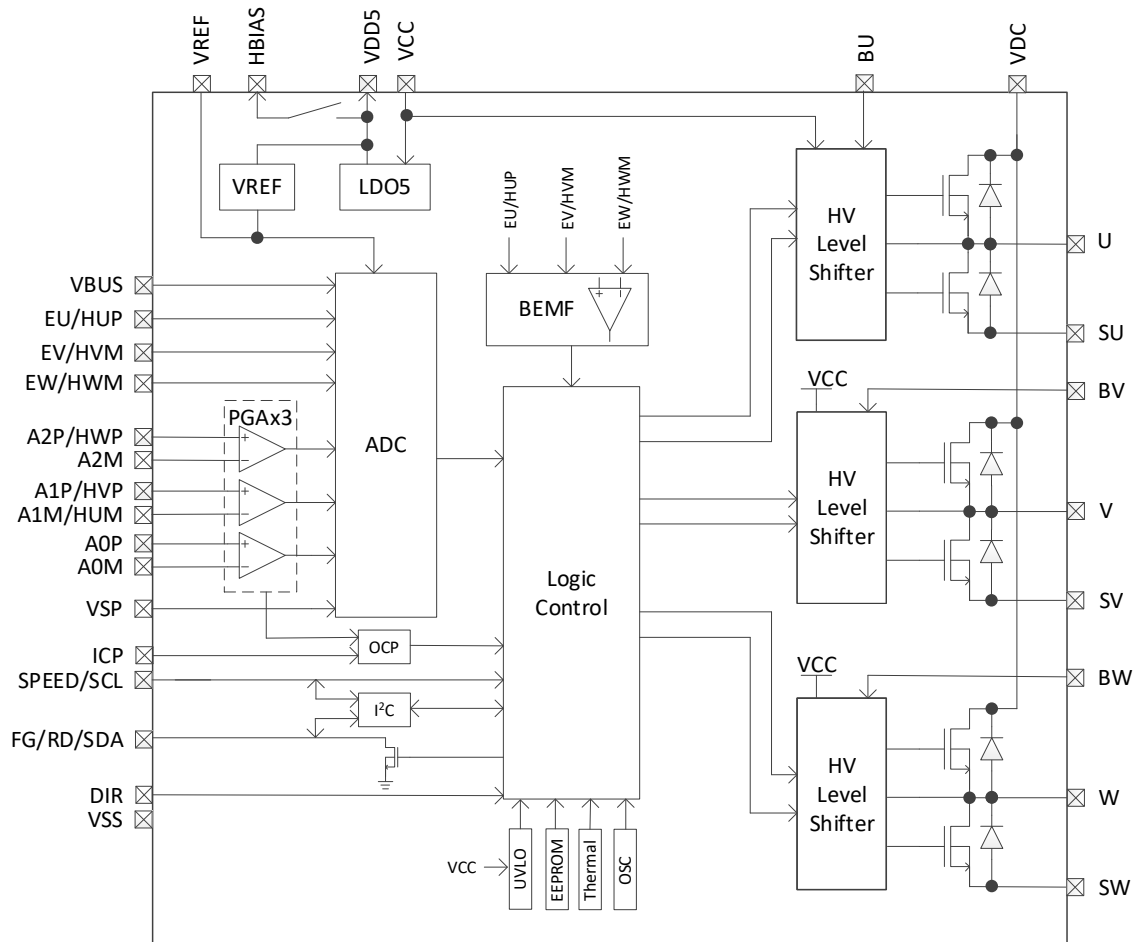 VREF
HBIAS
VDD5
VCC
BU
VDC
VREF
LDO5
EU/HUP
EV/HVM
EW/HWM
HV
Level
Shifter
U
SU
VBUS
EU/HUP
EV/HVM
EW/HWM
BEMF
+
-
PGAx3
A2P/HWP
A2M
A1P/HVP
A1M/HUM
A0P
A0M
+
-
+
-
+
-
ADC
VSP
ICP
SPEED/SCL
FG/RD/SDA
DIR
VSS
OCP
I²C
Logic
Control
VCC
BV
HV
Level
Shifter
V
SV
VCC
BW
HV
Level
Shifter
W
SW
VCC
UVLO
EEPROM
Thermal
OSC